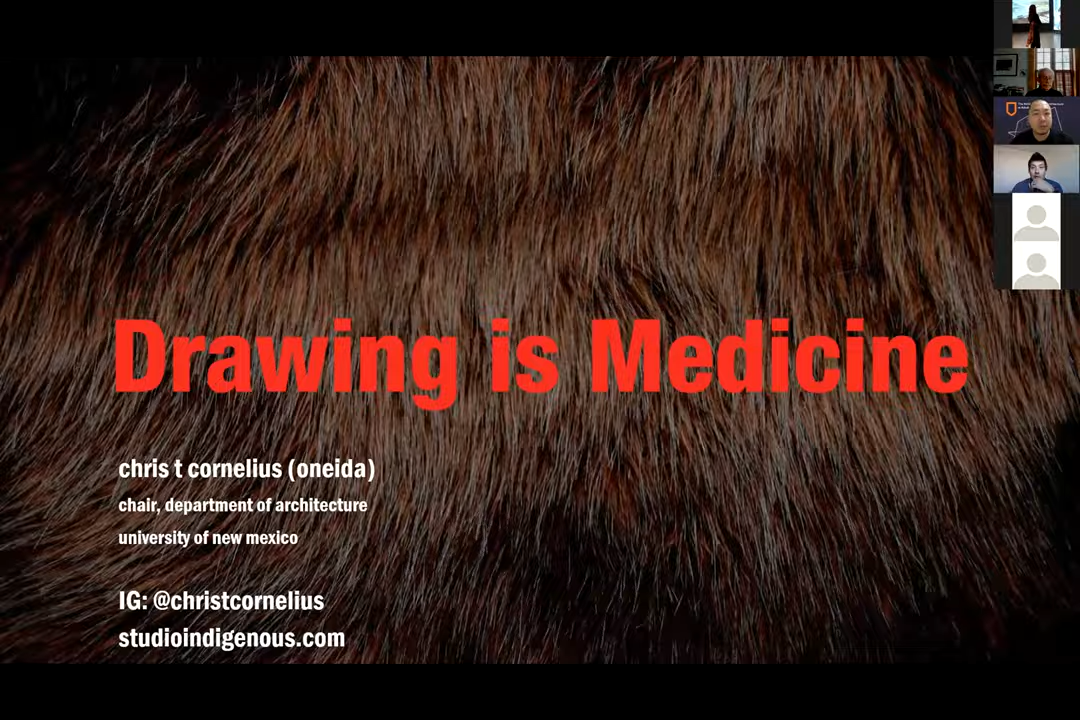 Drawing is Medicine
chris t cornelius (oneida)
chair, department of architecture
university of new mexico
IG: @christcornelius
studioindigenous.com